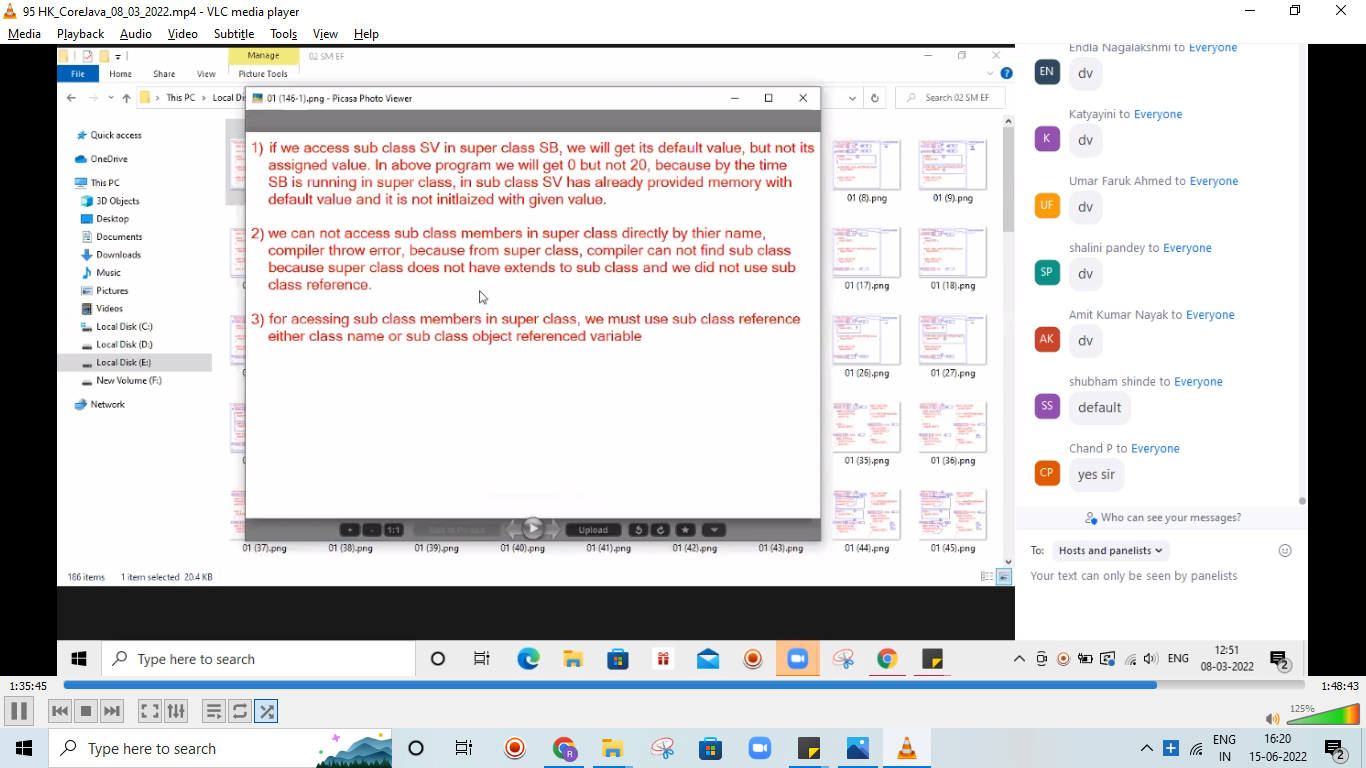 95 HK_CoreJava_08_03_2022.mp4 - VLC media player
Media Playback Audio Video Subtitle Tools View Help
Manage 02 SM EF
File Home Share View Picture Tools
This PC Local Search 02 SM EF
01 (146-1).png - Picasa Photo Viewer
Quick access
OneDrive
This PC
3D Objects
Desktop
Documents
Downloads
Music
Pictures
Videos
Local Disk (C:)
Local Disk (D:)
Local Disk (E:)
New Volume (F:)
Network
1) if we access sub class SV in super class SB, we will get its default value, but not its
assigned value. In above program we will get 0 but not 20, because by the time
SB is running in super class, in sub class SV has already provided memory with
default value and it is not initlaized with given value.
2) we can not access sub class members in super class directly by thier name,
compiler throw error, because from super class, compiler can not find sub class
because super class does not have extends to sub class and we did not use sub
class reference.
3) for acessing sub class members in super class, we must use sub class reference
either class name or sub class object referenced variable
1:1 Edit in Picasa Upload
01 (8).png 01 (9).png
01 (17).png 01 (18).png
01 (26).png 01 (27).png
01 (35).png 01 (36).png
01 (37).png 01 (38).png 01 (39).png 01 (40).png 01 (41).png 01 (42).png 01 (43).png 01 (44).png 01 (45).png
186 items 1 item selected 20.4 KB
Endla Nagalakshmi to Everyone
EN dv
Katyayini to Everyone
K dv
Umar Faruk Ahmed to Everyone
UF dv
shalini pandey to Everyone
SP dv
Amit Kumar Nayak to Everyone
AK dv
shubham shinde to Everyone
SS default
Chand P to Everyone
CP yes sir
Who can see your messages?
To: Hosts and panelists
Your text can only be seen by panelists
Type here to search ENG 12:51
08-03-2022 2
1:35:45 1:48:43
125%
Type here to search R ENG 16:20
IN 15-06-2022 2